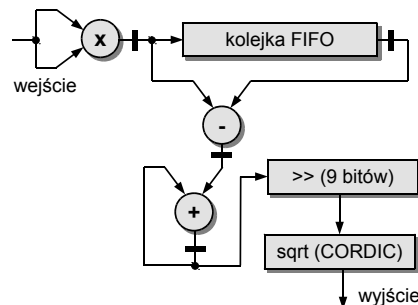 x
kolejka FIFO
wejście
-
+
>> (9 bitów)
sqrt (CORDIC)
wyjście